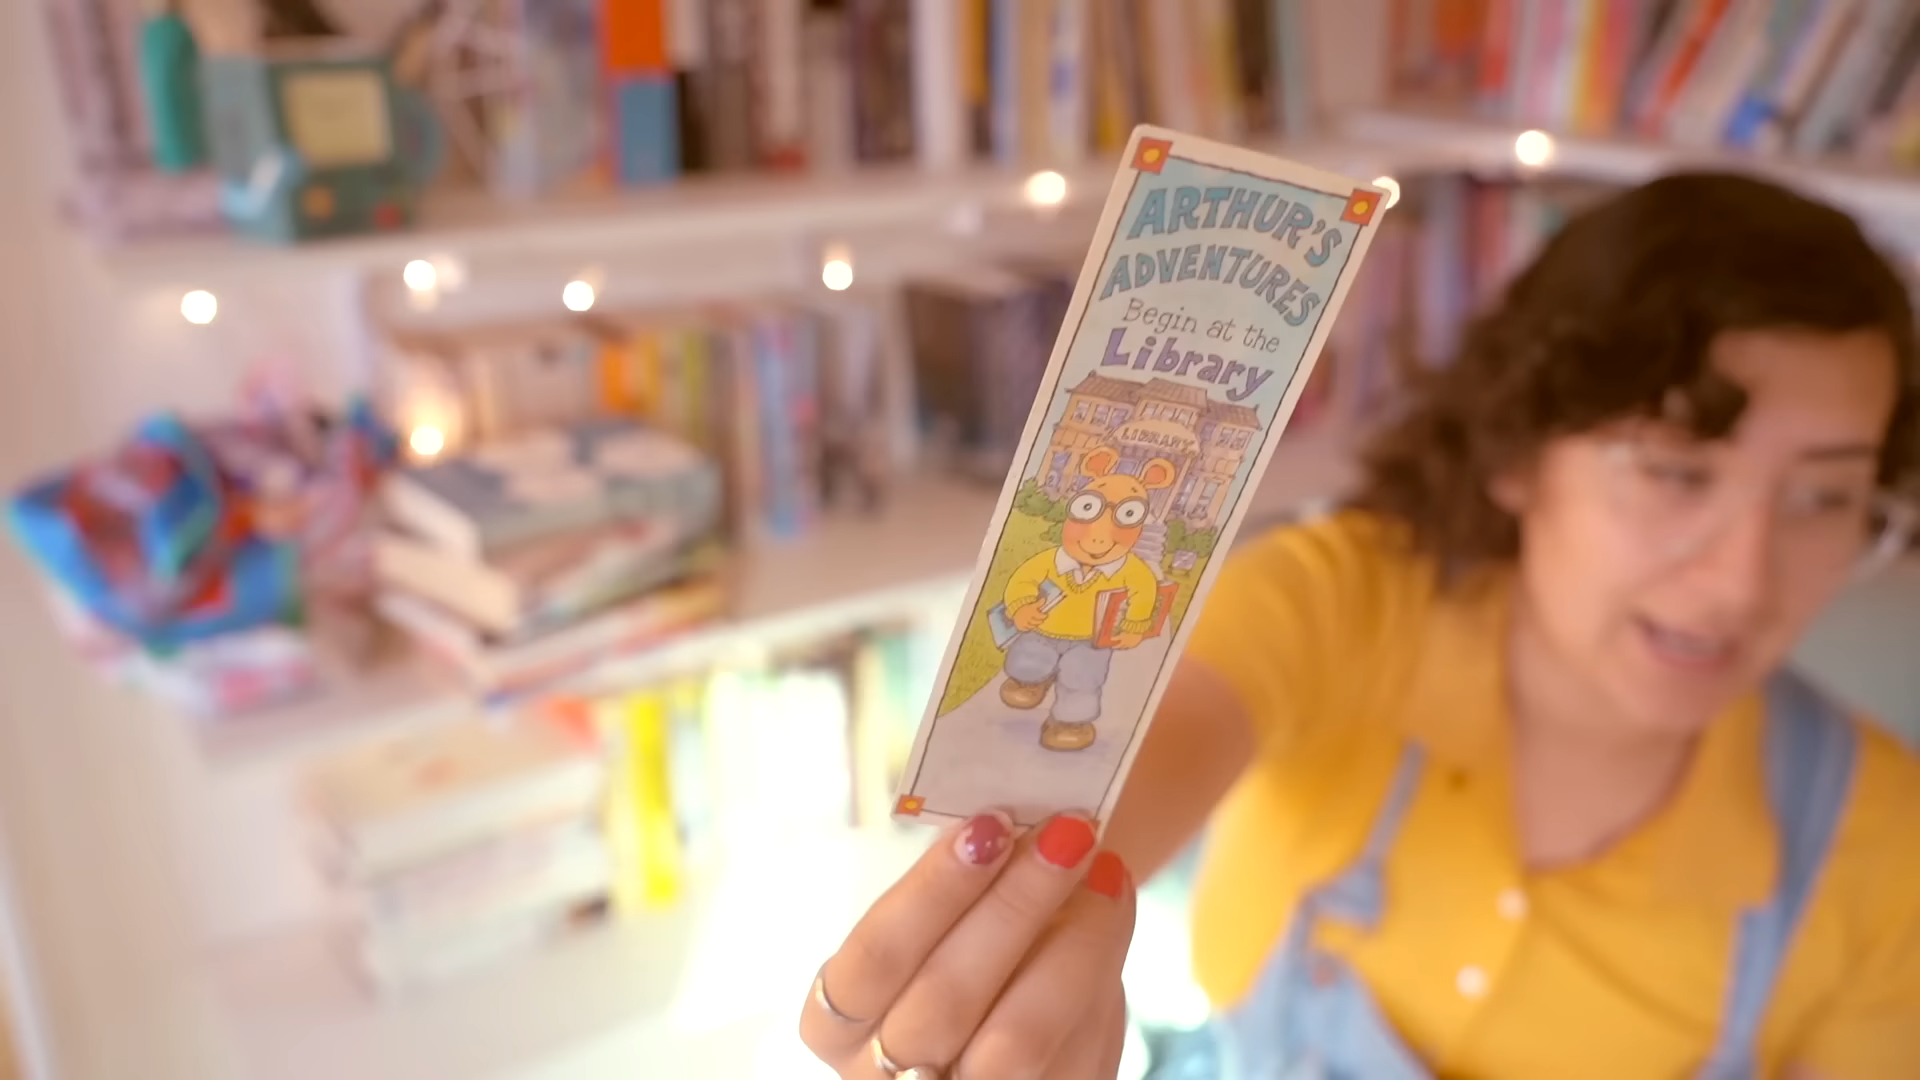 ARTHUR'S
ADVENTURES
Begin at the
Library
LIBRARY